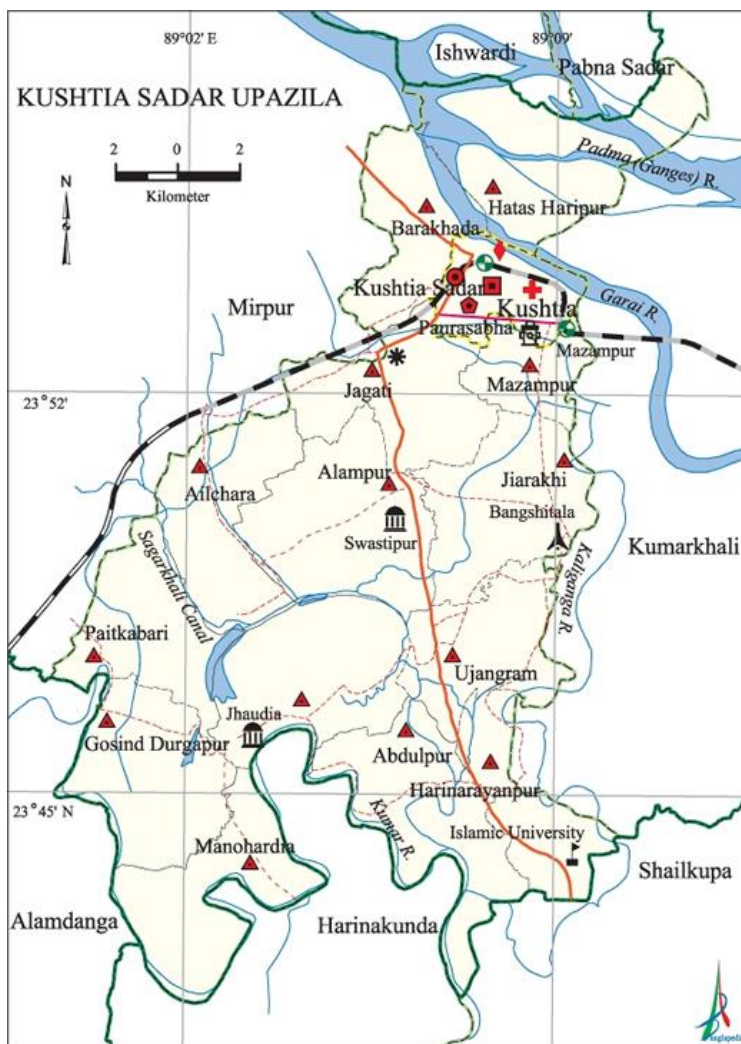 89°02' E
89°09'
Ishwardi
Pabna Sadar
KUSHTIA SADAR UPAZILA
2 0 2
Kilometer
N
Padma (Ganges) R.
Hatas Haripur
Barakhada
Kushtia Sadar
Kushtia
Garai R.
Mirpur
Paurasabha
Mazampur
Mazampur
Jagati
23°52'
Ailchara
Alampur
Jiarakhi
Bangshitala
Swastipur
Kumarkhali
Sagarkhali Canal
Kaliganga R.
Paitkabari
Ujangram
Jhaudia
Gosind Durgapur
Abdulpur
Harinarayanpur
23°45' N
Kumar R.
Islamic University
Manohardia
Shailkupa
Alamdanga
Harinakunda
anglapedia